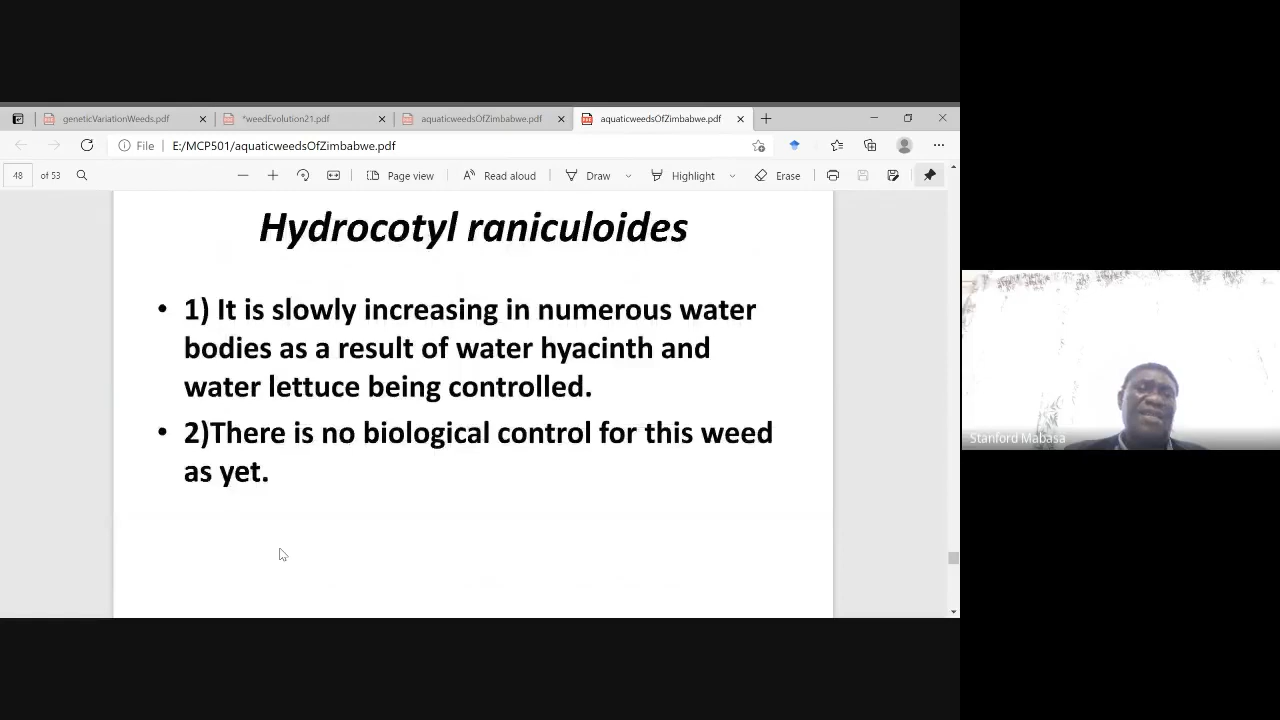 geneticVariationWeeds.pdf
*weedEvolution21.pdf
aquaticweedsOfZimbabwe.pdf
aquaticweedsOfZimbabwe.pdf
File
E:/MCP501/aquaticweedsOfZimbabwe.pdf
48 of 53
Page view
Read aloud
Draw
Highlight
Erase
Hydrocotyl raniculoides
• 1) It is slowly increasing in numerous water
bodies as a result of water hyacinth and
water lettuce being controlled.
• 2)There is no biological control for this weed
as yet.
Stanford Mabasa